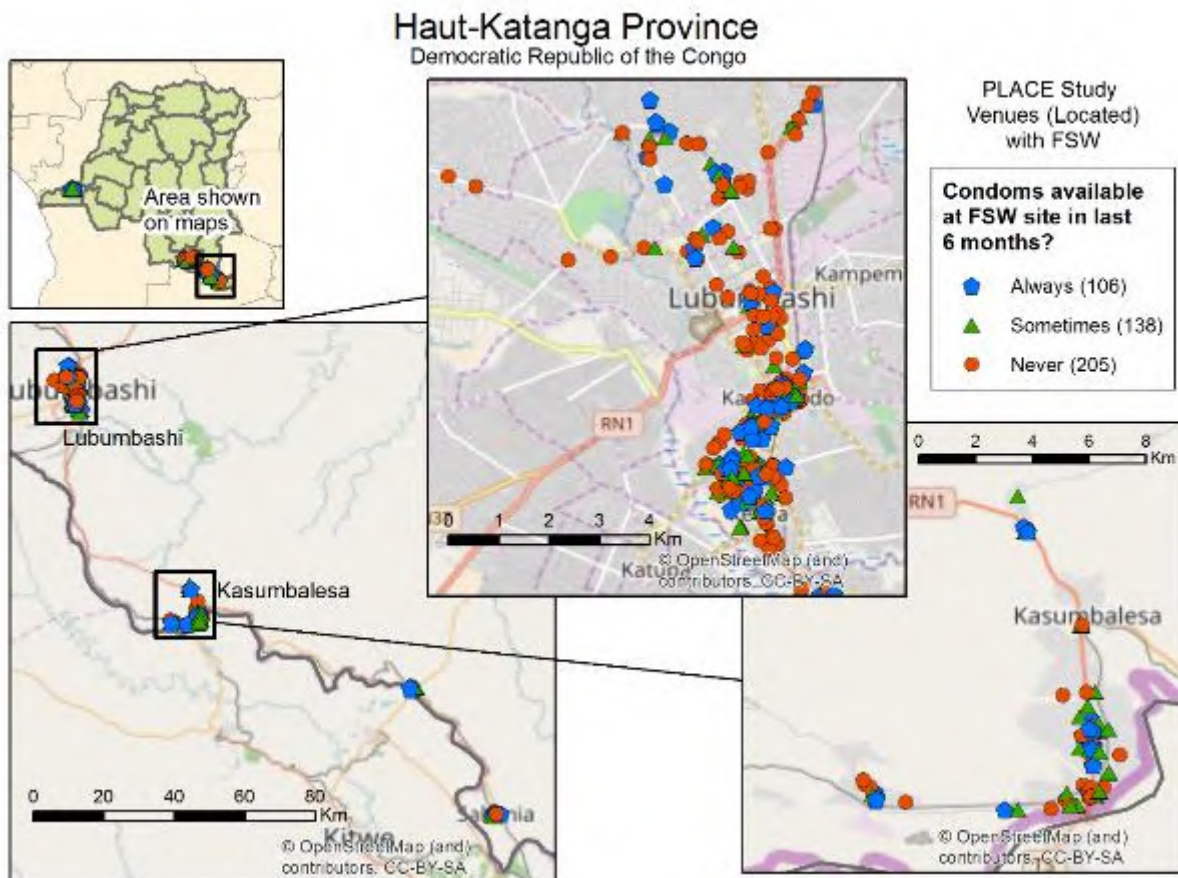 Haut-Katanga Province
Democratic Republic of the Congo
PLACE Study
Venues (Located)
with FSW
Condoms available
at FSW site in last
6 months?
Always (106)
Sometimes (138)
Never (205)
Area shown
on maps
Kampem
Lubumbashi
RN1
0 1 2 3 4
Km
© OpenStreetMap (and)
contributors, CC-BY-SA
Katupa
ubumbashi
Lubumbashi
Kasumbalesa
0 20 40 60 80
Km
Kitwe
© OpenStreetMap (and)
contributors, CC-BY-SA
0 2 4 6 8
Km
RN1
Kasumbalesa
© OpenStreetMap (and)
contributors, CC-BY-SA